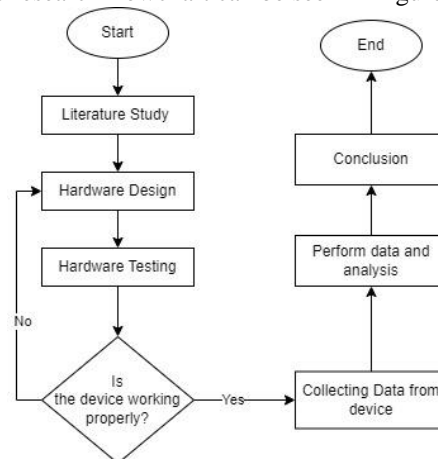 Start
Literature Study
Hardware Design
Hardware Testing
No
Is
the device working
properly?
Yes
Collecting Data from
device
Perform data and
analysis
Conclusion
End